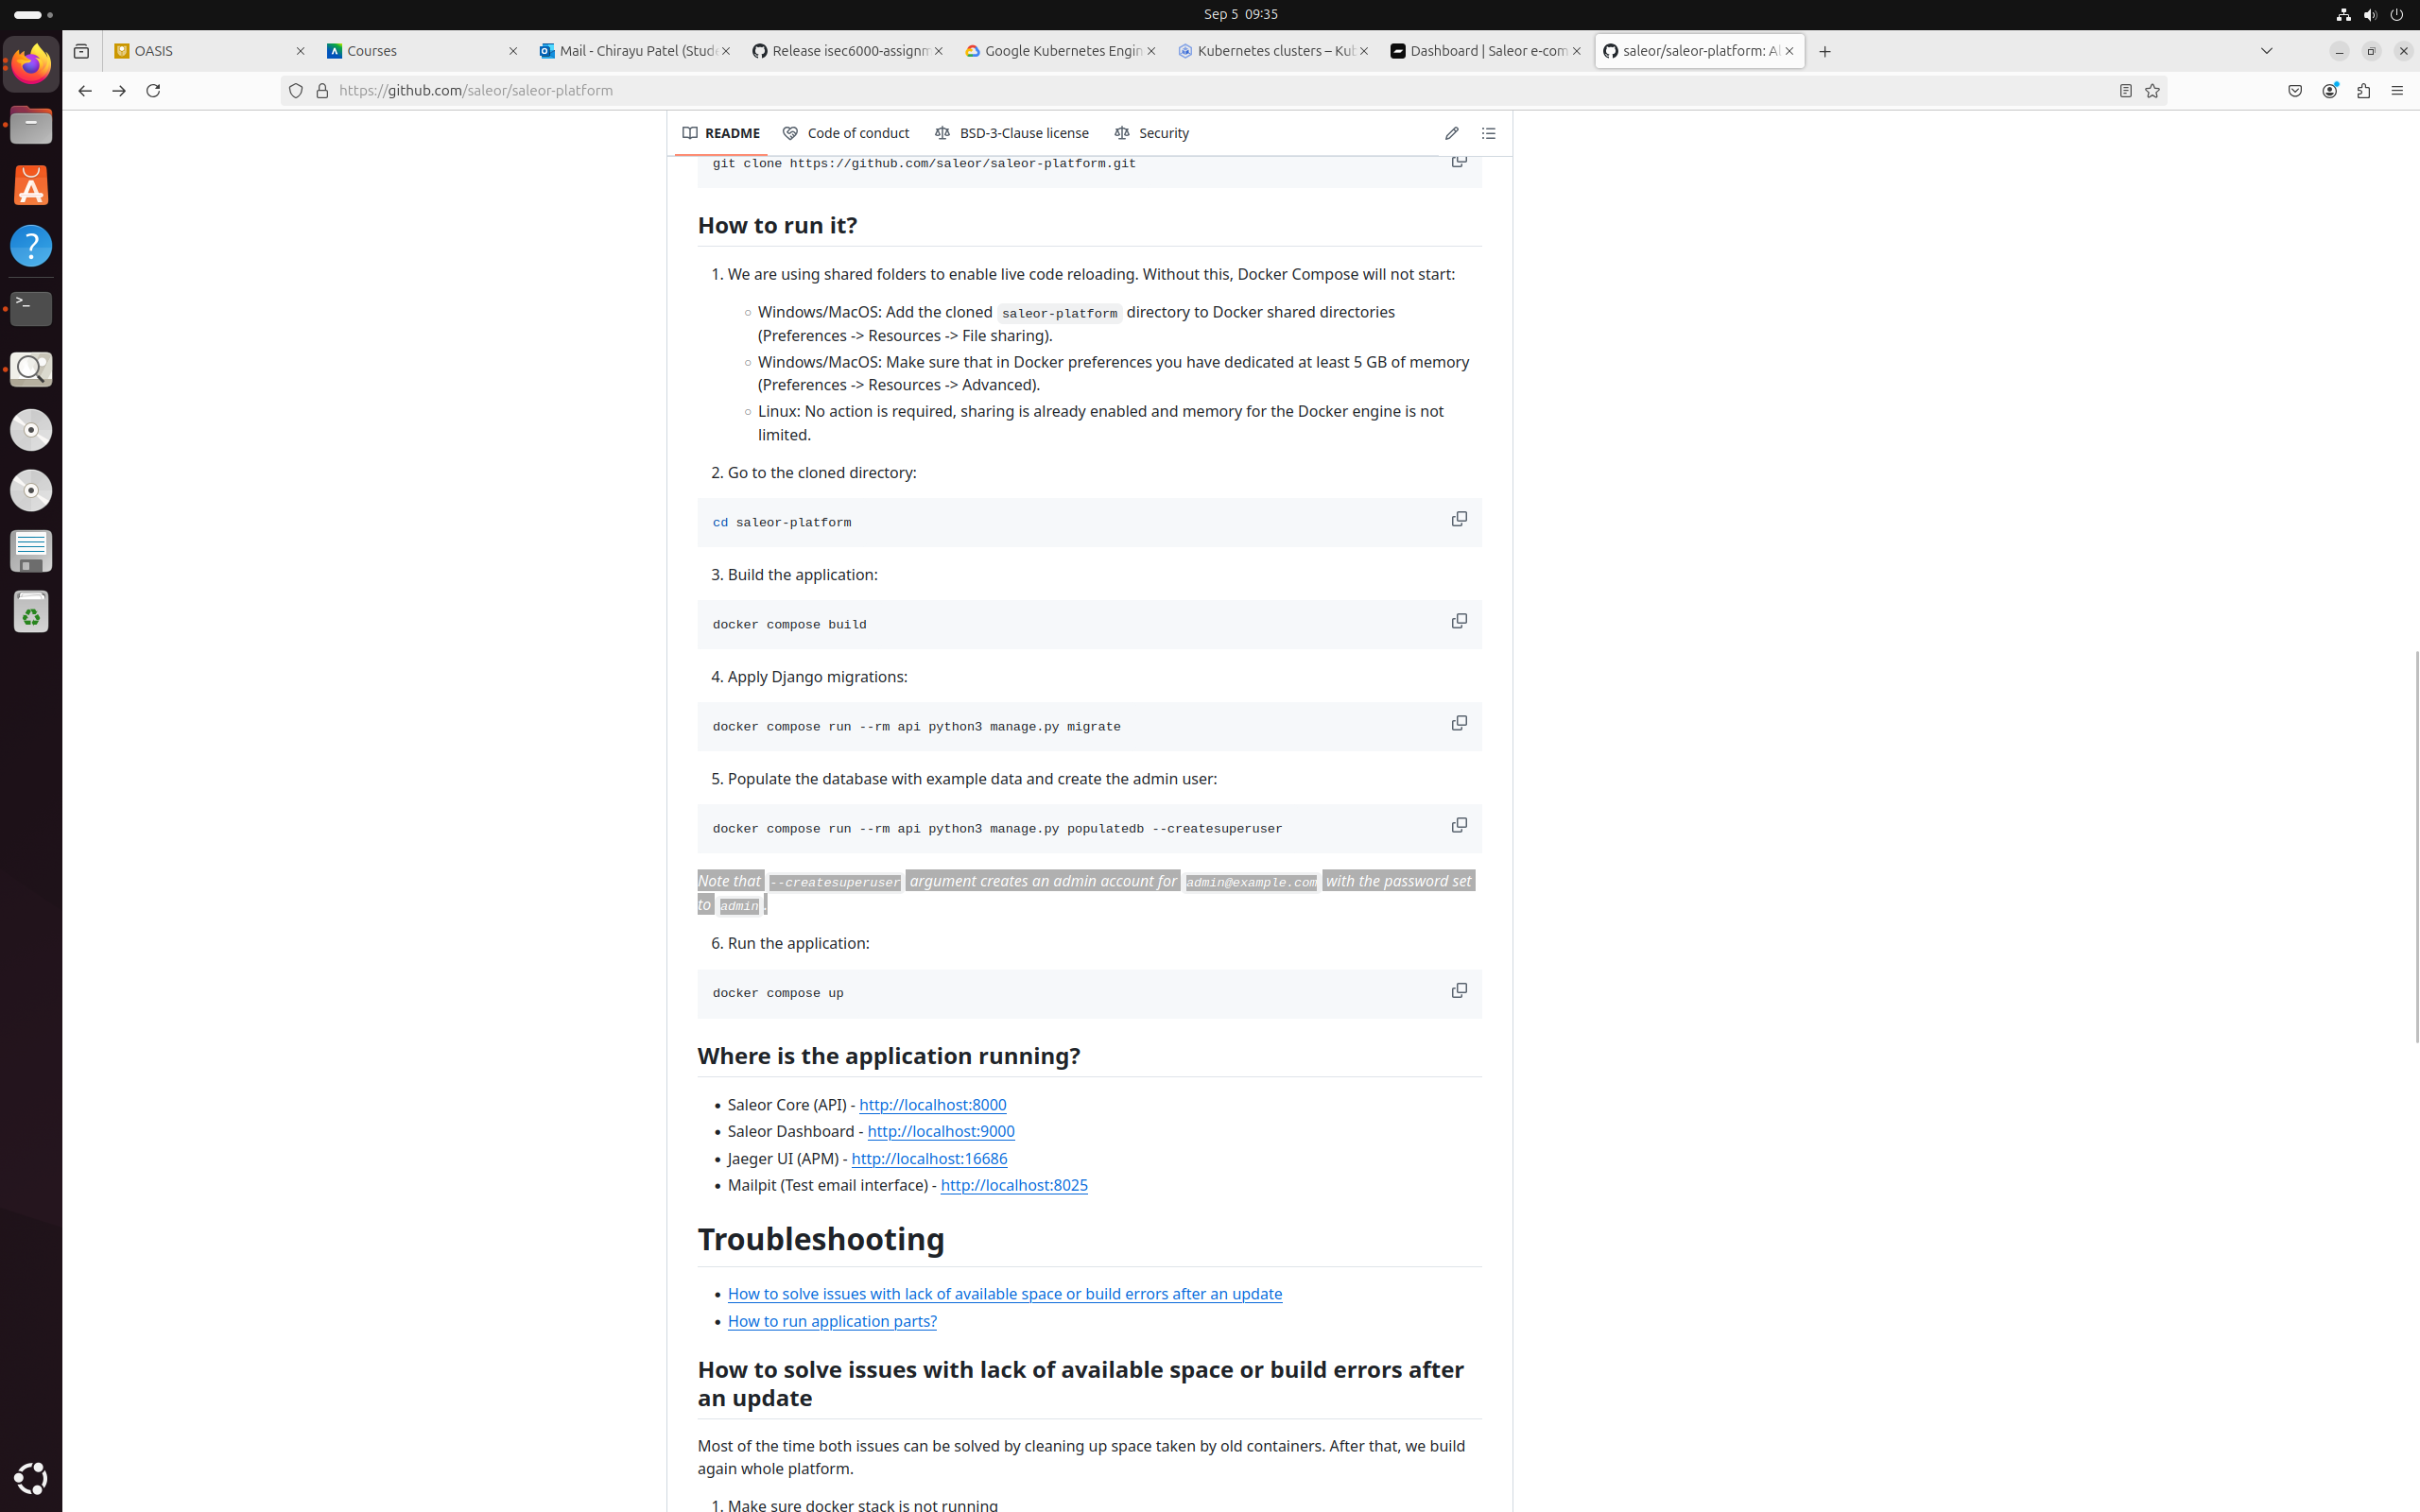 Sep 5 09:35
OASIS
Courses
Mail - Chirayu Patel (Stude
Release isec6000-assignm
Google Kubernetes Engin
Kubernetes clusters – Kub
Dashboard | Saleor e-com
saleor/saleor-platform: Al
https://github.com/saleor/saleor-platform
README
Code of conduct
BSD-3-Clause license
Security
git clone https://github.com/saleor/saleor-platform.git
How to run it?
1. We are using shared folders to enable live code reloading. Without this, Docker Compose will not start:
Windows/MacOS: Add the cloned saleor-platform directory to Docker shared directories
(Preferences -> Resources -> File sharing).
Windows/MacOS: Make sure that in Docker preferences you have dedicated at least 5 GB of memory
(Preferences -> Resources -> Advanced).
Linux: No action is required, sharing is already enabled and memory for the Docker engine is not
limited.
2. Go to the cloned directory:
cd saleor-platform
3. Build the application:
docker compose build
4. Apply Django migrations:
docker compose run --rm api python3 manage.py migrate
5. Populate the database with example data and create the admin user:
docker compose run --rm api python3 manage.py populatedb --createsuperuser
Note that --createsuperuser argument creates an admin account for admin@example.com with the password set
to admin.
6. Run the application:
docker compose up
Where is the application running?
Saleor Core (API) - http://localhost:8000
Saleor Dashboard - http://localhost:9000
Jaeger UI (APM) - http://localhost:16686
Mailpit (Test email interface) - http://localhost:8025
Troubleshooting
How to solve issues with lack of available space or build errors after an update
How to run application parts?
How to solve issues with lack of available space or build errors after
an update
Most of the time both issues can be solved by cleaning up space taken by old containers. After that, we build
again whole platform.
1. Make sure docker stack is not running